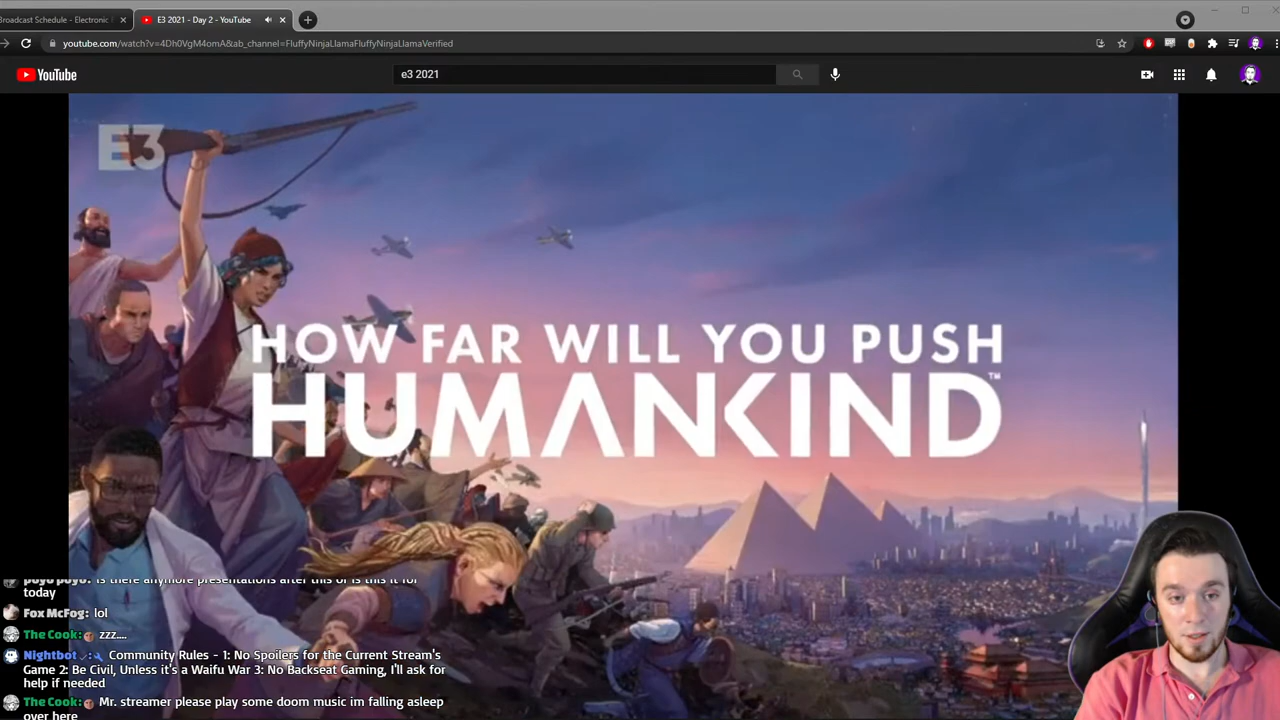 Broadcast Schedule - Electronic
E3 2021 - Day 2 - YouTube
youtube.com/watch?v=4Dh0VgM4omA&ab_channel=FluffyNinjaLlamaFluffyNinjaLlamaVerified
YouTube
e3 2021
E3
HOW FAR WILL YOU PUSH
HUMANKIND™
poyo poyo: Is there anymore presentations after this or is this it for
today
Fox McFog: lol
The Cook: zzz....
Nightbot: Community Rules - 1: No Spoilers for the Current Stream's
Game 2: Be Civil, Unless it's a Waifu War 3: No Backseat Gaming, I'll ask for
help if needed
The Cook: Mr. streamer please play some doom music im falling asleep
over here